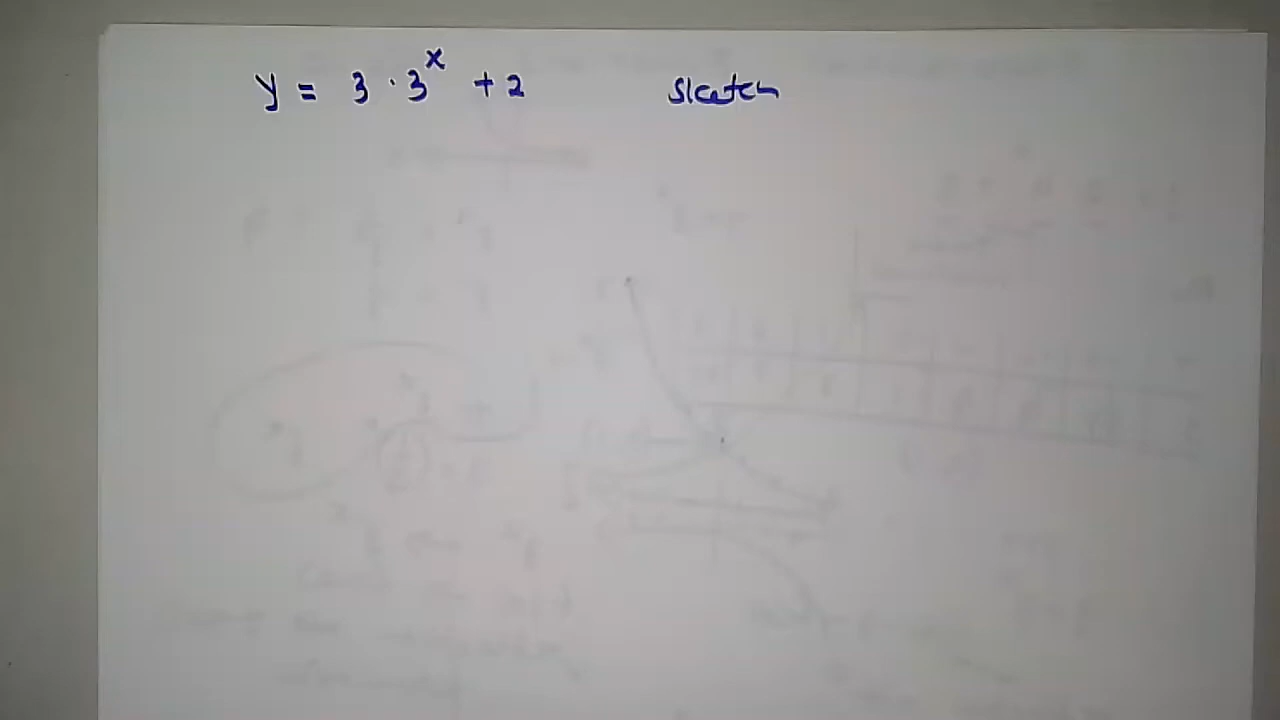 y = 3 · 3^x + 2 Sketch